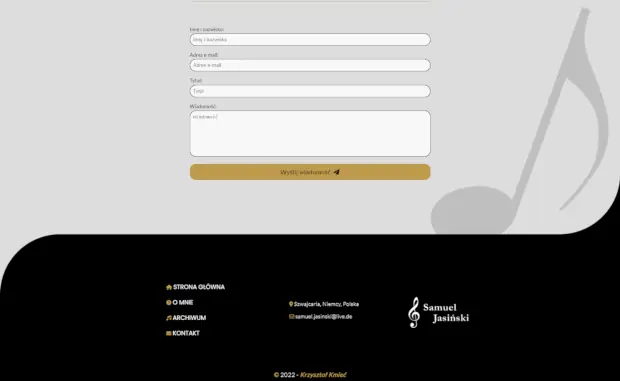 Imię i nazwisko:
Imię i nazwisko
Adres e-mail:
Adres e-mail
Tytuł:
Tytuł
Wiadomość:
Wiadomość
Wyślij wiadomość
STRONA GŁÓWNA
O MNIE
ARCHIWUM
KONTAKT
Szwajcaria, Niemcy, Polska
samuel.jasinski@live.de
Samuel
Jasiński
© 2022 - Krzysztof Kmieć